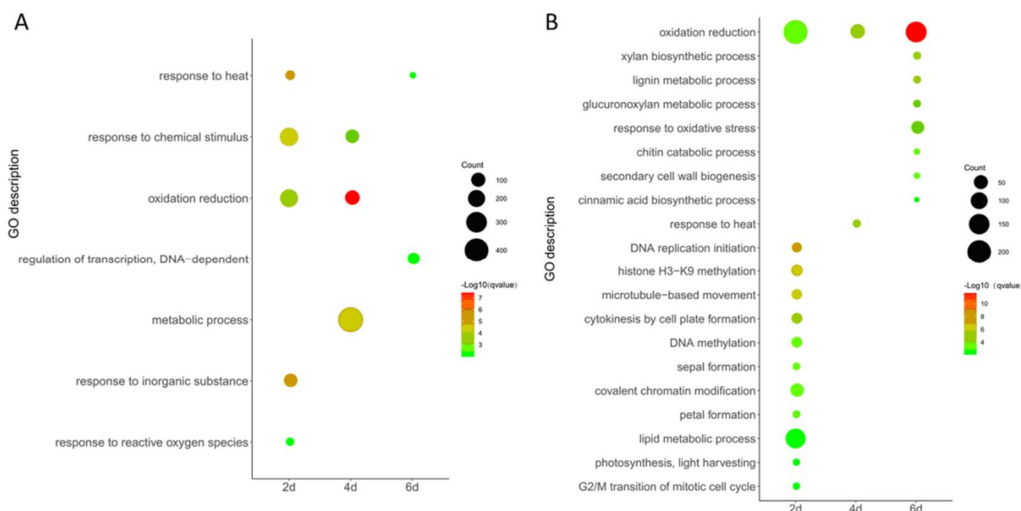 A
GO description
response to heat
response to chemical stimulus
oxidation reduction
regulation of transcription, DNA−dependent
metabolic process
response to inorganic substance
response to reactive oxygen species
2d 4d 6d
Count
100
200
300
400
-Log10(qvalue)
7
6
5
4
3
B
GO description
oxidation reduction
xylan biosynthetic process
lignin metabolic process
glucuronoxylan metabolic process
response to oxidative stress
chitin catabolic process
secondary cell wall biogenesis
cinnamic acid biosynthetic process
response to heat
DNA replication initiation
histone H3−K9 methylation
microtubule−based movement
cytokinesis by cell plate formation
DNA methylation
sepal formation
covalent chromatin modification
petal formation
lipid metabolic process
photosynthesis, light harvesting
G2/M transition of mitotic cell cycle
2d 4d 6d
Count
50
100
150
200
-Log10 (qvalue
10
8
6
4